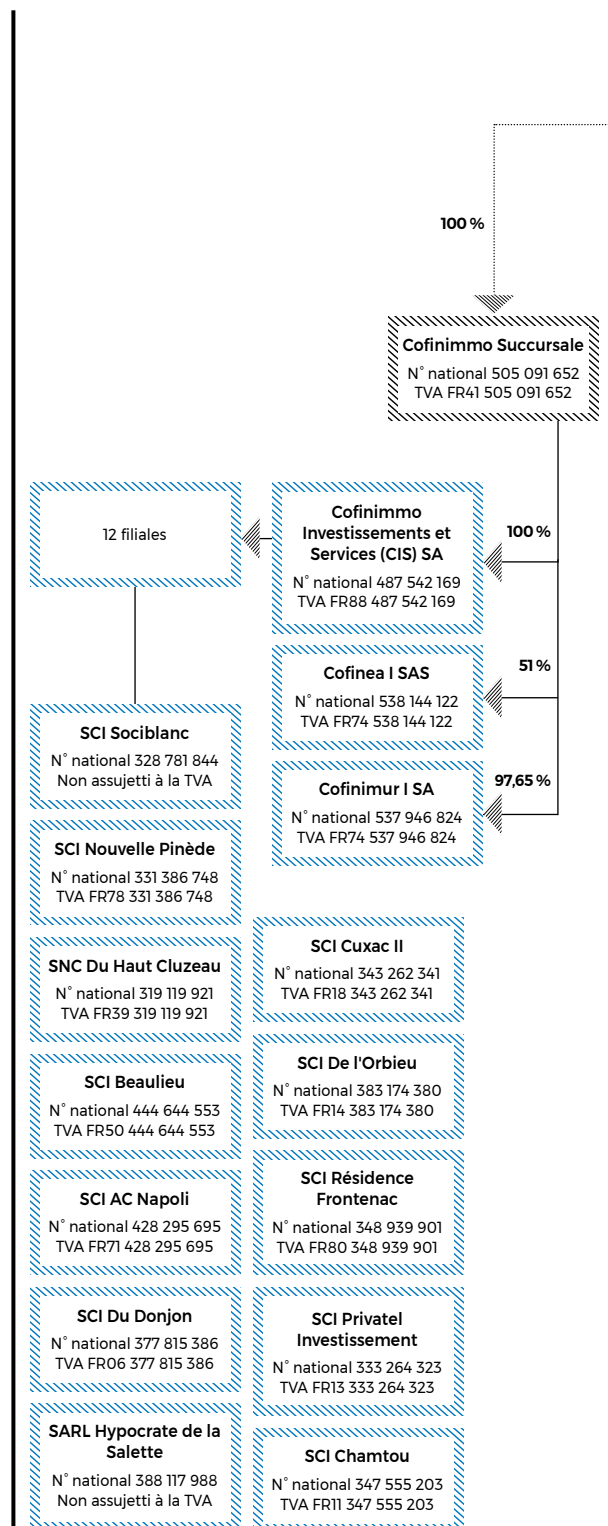 100 %
Cofinimmo Succursale
N° national 505 091 652
TVA FR41 505 091 652
12 filiales
Cofinimmo
Investissements et
Services (CIS) SA
N° national 487 542 169
TVA FR88 487 542 169
100 %
Cofinea I SAS
N° national 538 144 122
TVA FR74 538 144 122
51 %
Cofinimur I SA
N° national 537 946 824
TVA FR74 537 946 824
97,65 %
SCI Sociblanc
N° national 328 781 844
Non assujetti à la TVA
SCI Nouvelle Pinède
N° national 331 386 748
TVA FR78 331 386 748
SNC Du Haut Cluzeau
N° national 319 119 921
TVA FR39 319 119 921
SCI Beaulieu
N° national 444 644 553
TVA FR50 444 644 553
SCI AC Napoli
N° national 428 295 695
TVA FR71 428 295 695
SCI Du Donjon
N° national 377 815 386
TVA FR06 377 815 386
SARL Hypocrate de la
Salette
N° national 388 117 988
Non assujetti à la TVA
SCI Cuxac II
N° national 343 262 341
TVA FR18 343 262 341
SCI De l'Orbieu
N° national 383 174 380
TVA FR14 383 174 380
SCI Résidence
Frontenac
N° national 348 939 901
TVA FR80 348 939 901
SCI Privatel
Investissement
N° national 333 264 323
TVA FR13 333 264 323
SCI Chamtou
N° national 347 555 203
TVA FR11 347 555 203